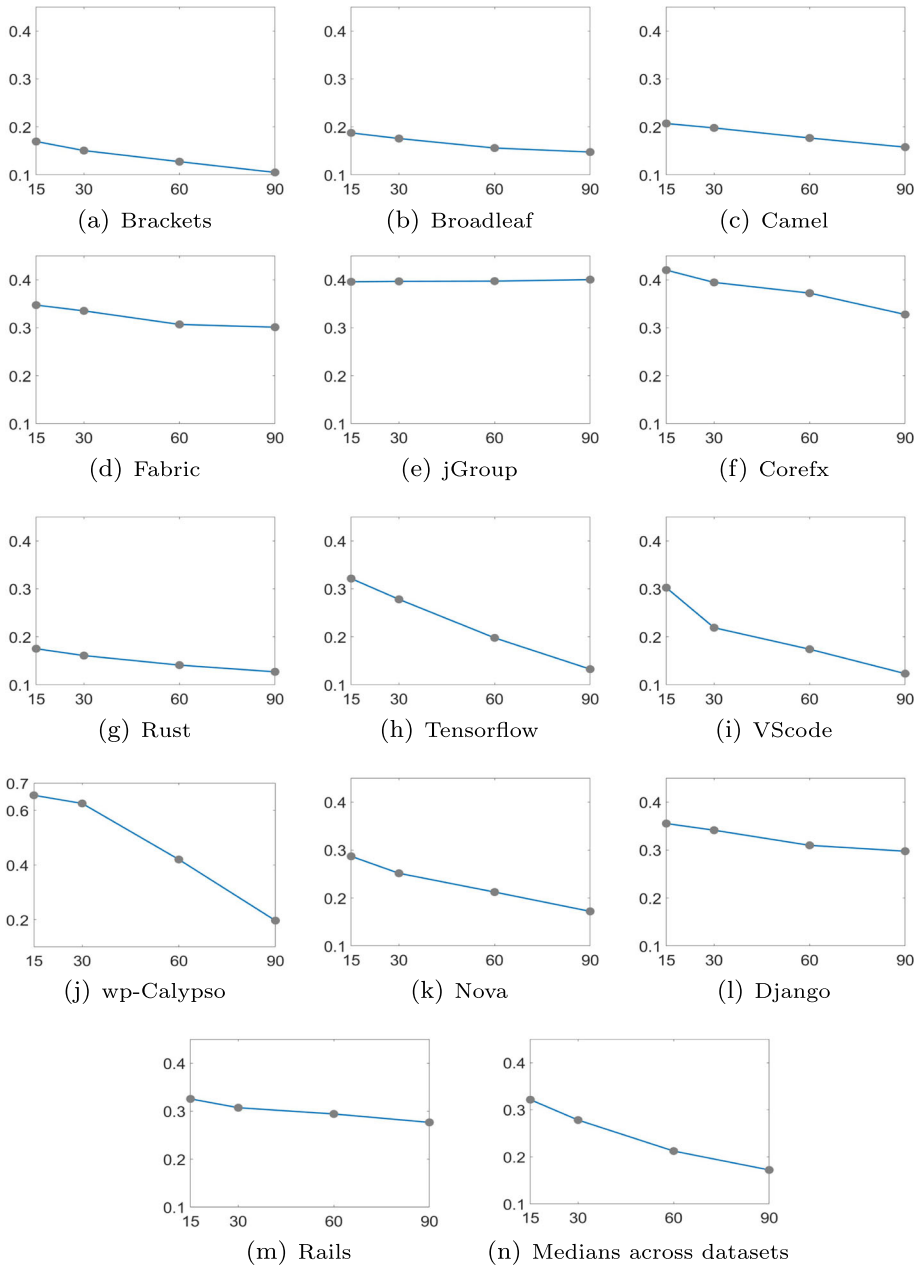 0.4 0.4 0.4
0.3 0.3 0.3
0.2 0.2 0.2
0.1 0.1 0.1
15 30 60 90 15 30 60 90 15 30 60 90
(a) Brackets (b) Broadleaf (c) Camel
0.4 0.4 0.4
0.3 0.3 0.3
0.2 0.2 0.2
0.1 0.1 0.1
15 30 60 90 15 30 60 90 15 30 60 90
(d) Fabric (e) jGroup (f) Corefx
0.4 0.4 0.4
0.3 0.3 0.3
0.2 0.2 0.2
0.1 0.1 0.1
15 30 60 90 15 30 60 90 15 30 60 90
(g) Rust (h) Tensorflow (i) VScode
0.7
0.6 0.4 0.4
0.4 0.3 0.3
0.2 0.2 0.2
0.1 0.1
15 30 60 90 15 30 60 90 15 30 60 90
(j) wp-Calypso (k) Nova (l) Django
0.4 0.4
0.3 0.3
0.2 0.2
0.1 0.1
15 30 60 90 15 30 60 90
(m) Rails (n) Medians across datasets